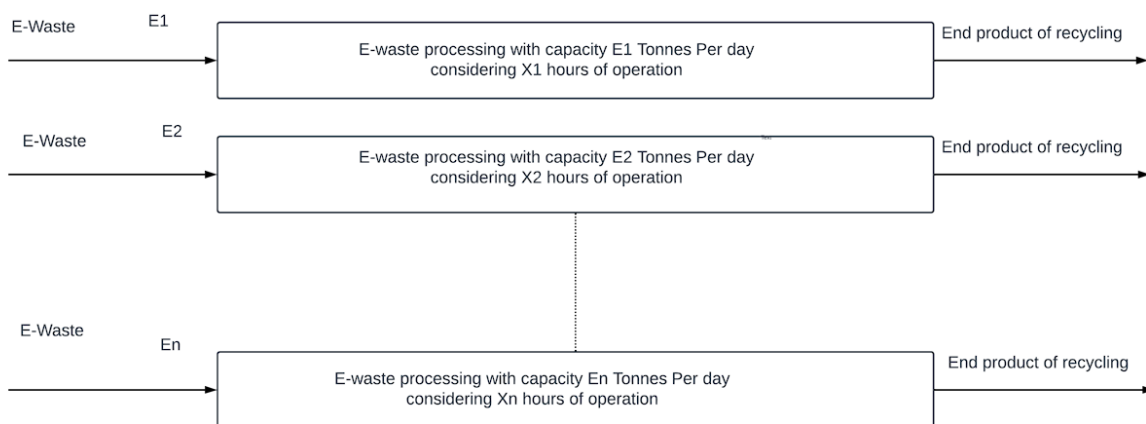 E-Waste
E1
E-waste processing with capacity E1 Tonnes Per day
considering X1 hours of operation
End product of recycling
E-Waste
E2
E-waste processing with capacity E2 Tonnes Per day
considering X2 hours of operation
End product of recycling
E-Waste
En
E-waste processing with capacity En Tonnes Per day
considering Xn hours of operation
End product of recycling